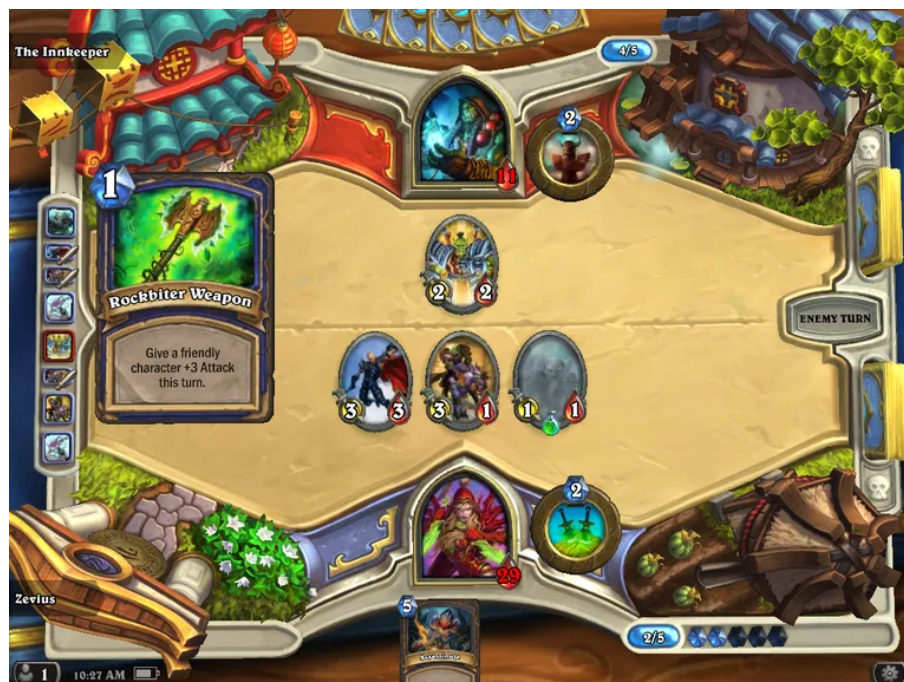 The Innkeeper
4/5
2
11
1
Rockbiter Weapon
Give a friendly
character +3 Attack
this turn.
2 2
ENEMY TURN
3 3 3 1 1 1
2
29
Zevius
5
Assassinate
2/5
1 10:27 AM